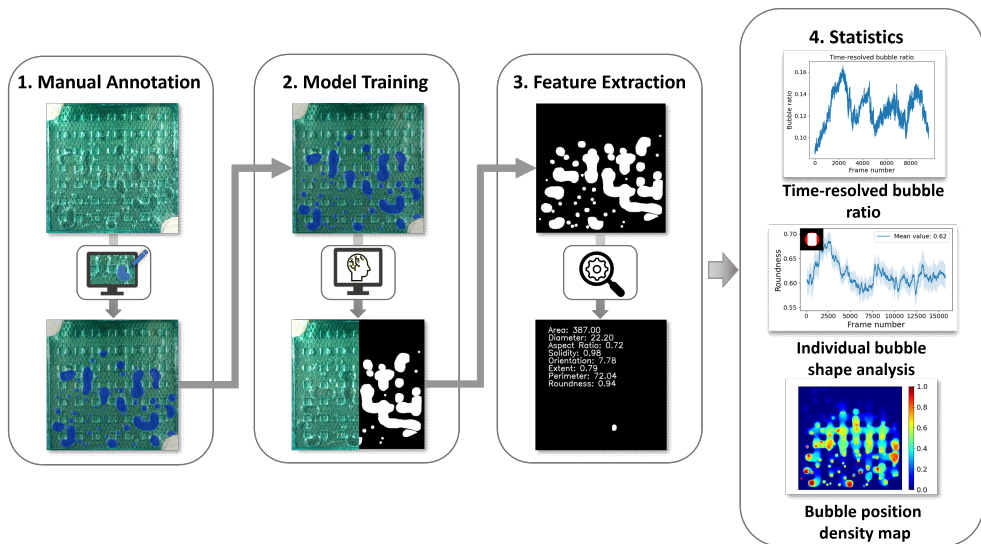 1. Manual Annotation
2. Model Training
3. Feature Extraction
Area: 387.00
Diameter: 22.20
Aspect Ratio: 0.72
Solidity: 0.98
Orientation: 7.78
Extent: 0.79
Perimeter: 72.04
Roundness: 0.94
4. Statistics
Time-resolved bubble ratio
Bubble ratio
0.16
0.14
0.12
0.10
0 2000 4000 6000 8000
Frame number
Time-resolved bubble
ratio
Roundness
0.70
0.65
0.60
0.55
Mean value: 0.62
0 2500 5000 7500 10000 12500 15000
Frame number
Individual bubble
shape analysis
1.0
0.8
0.6
0.4
0.2
0.0
Bubble position
density map